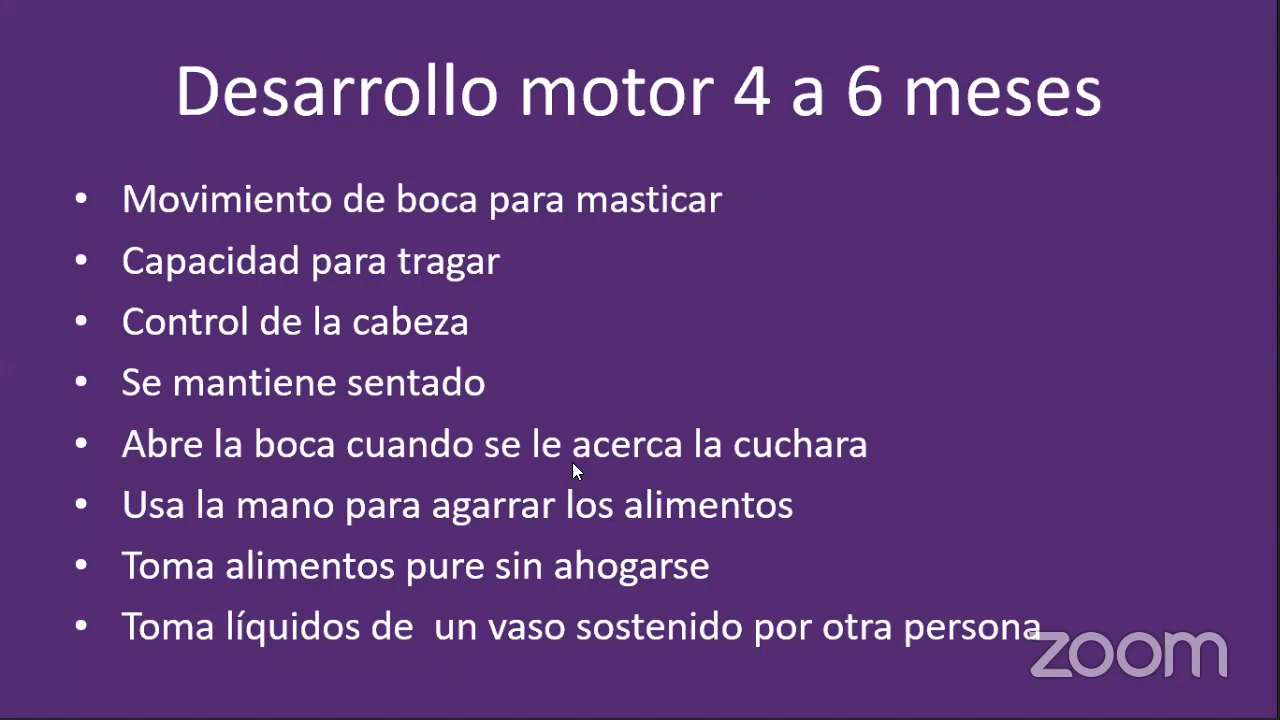 Desarrollo motor 4 a 6 meses
• Movimiento de boca para masticar
• Capacidad para tragar
• Control de la cabeza
• Se mantiene sentado
• Abre la boca cuando se le acerca la cuchara
• Usa la mano para agarrar los alimentos
• Toma alimentos pure sin ahogarse
• Toma líquidos de  un vaso sostenido por otra persona
zoom